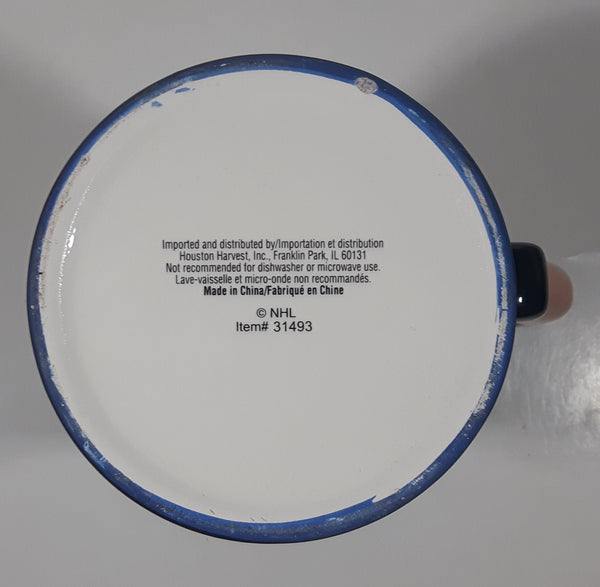 Imported and distributed by/Importation et distribution
Houston Harvest, Inc., Franklin Park, IL 60131
Not recommended for dishwasher or microwave use.
Lave-vaisselle et micro-onde non recommandés.
Made in China/Fabriqué en Chine
© NHL
Item# 31493